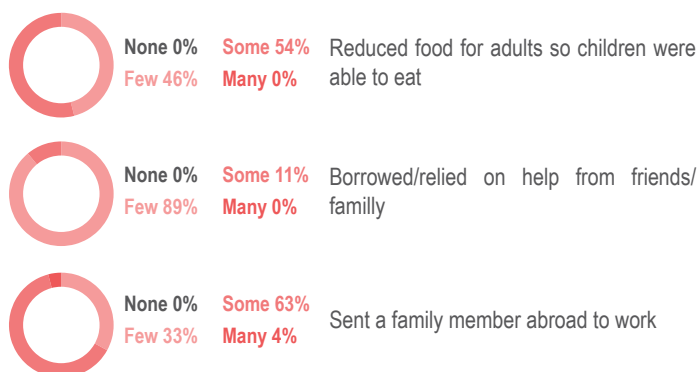 None 0% Some 54% Reduced food for adults so children were
Few 46% Many 0% able to eat
None 0% Some 11% Borrowed/relied on help from friends/
Few 89% Many 0% familly
None 0% Some 63%
Few 33% Many 4% Sent a family member abroad to work